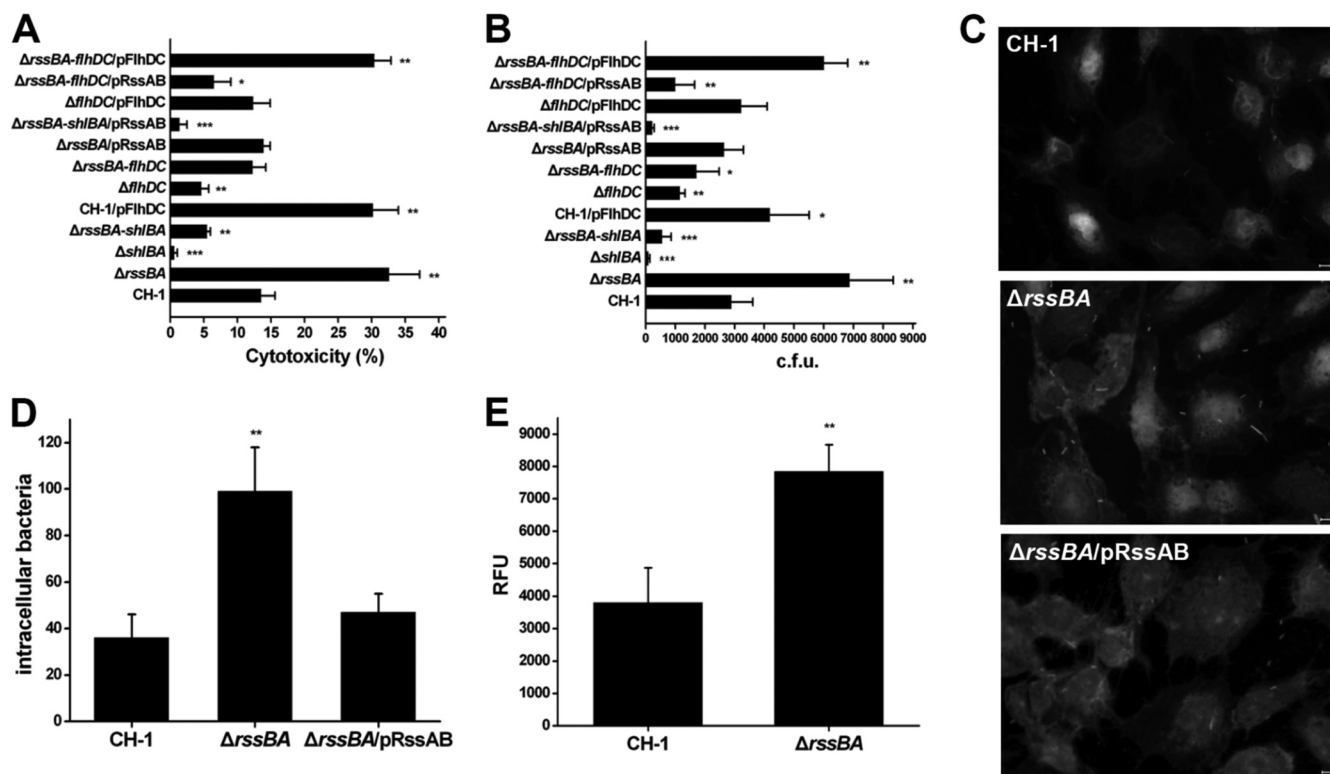 A
ΔrssBA-flhDC/pFlhDC
**
ΔrssBA-flhDC/pRssAB
*
ΔflhDC/pFlhDC
ΔrssBA-shlBA/pRssAB
***
ΔrssBA/pRssAB
ΔrssBA-flhDC
ΔflhDC
**
CH-1/pFlhDC
**
ΔrssBA-shlBA
**
ΔshlBA
***
ΔrssBA
**
CH-1
0 5 10 15 20 25 30 35 40
Cytotoxicity (%)
B
ΔrssBA-flhDC/pFlhDC
**
ΔrssBA-flhDC/pRssAB
**
ΔflhDC/pFlhDC
ΔrssBA-shlBA/pRssAB
***
ΔrssBA/pRssAB
ΔrssBA-flhDC
*
ΔflhDC
**
CH-1/pFlhDC
*
ΔrssBA-shlBA
***
ΔshlBA
***
ΔrssBA
**
CH-1
0 1000 2000 3000 4000 5000 6000 7000 8000 9000
c.f.u.
C
CH-1
ΔrssBA
ΔrssBA/pRssAB
D
intracellular bacteria
120
100
80
60
40
20
0
**
CH-1 ΔrssBA ΔrssBA/pRssAB
E
RFU
9000
8000
7000
6000
5000
4000
3000
2000
1000
0
**
CH-1 ΔrssBA